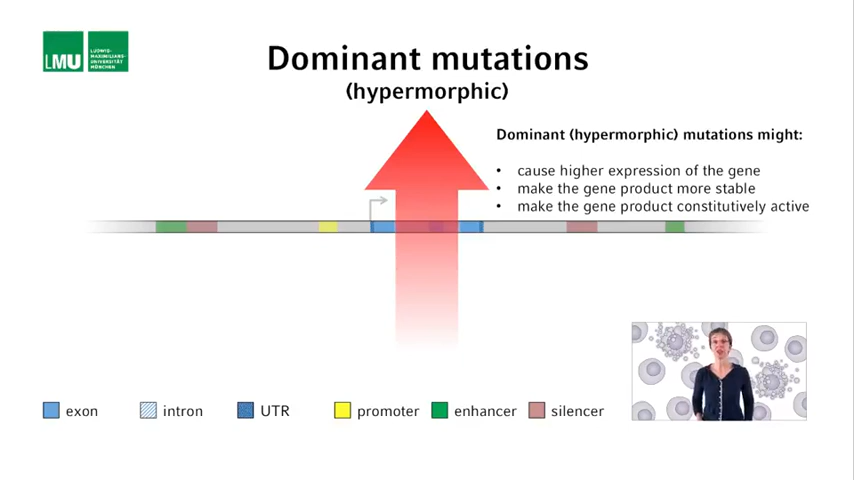 LMU
LUDWIG-
MAXIMILIANS-
UNIVERSITÄT
MÜNCHEN
Dominant mutations
(hypermorphic)
Dominant (hypermorphic) mutations might:
• cause higher expression of the gene
• make the gene product more stable
• make the gene product constitutively active
exon intron UTR promoter enhancer silencer